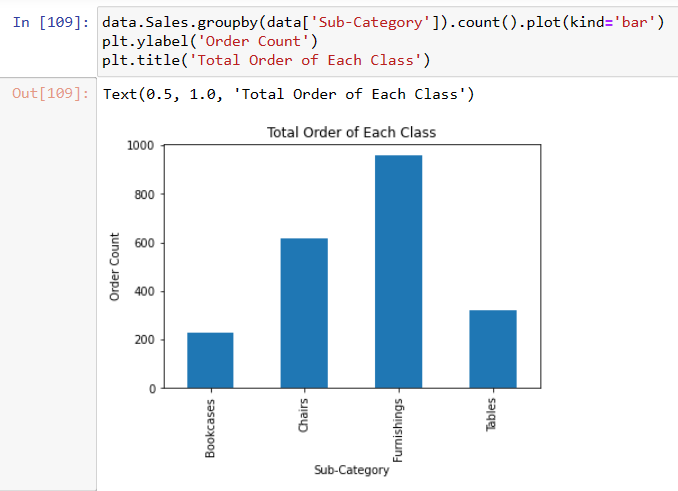 In [109]: data.Sales.groupby(data['Sub-Category']).count().plot(kind='bar')
plt.ylabel('Order Count')
plt.title('Total Order of Each Class')
Out[109]: Text(0.5, 1.0, 'Total Order of Each Class')
Total Order of Each Class
1000
800
600
400
200
0
Order Count
Bookcases
Chairs
Furnishings
Tables
Sub-Category